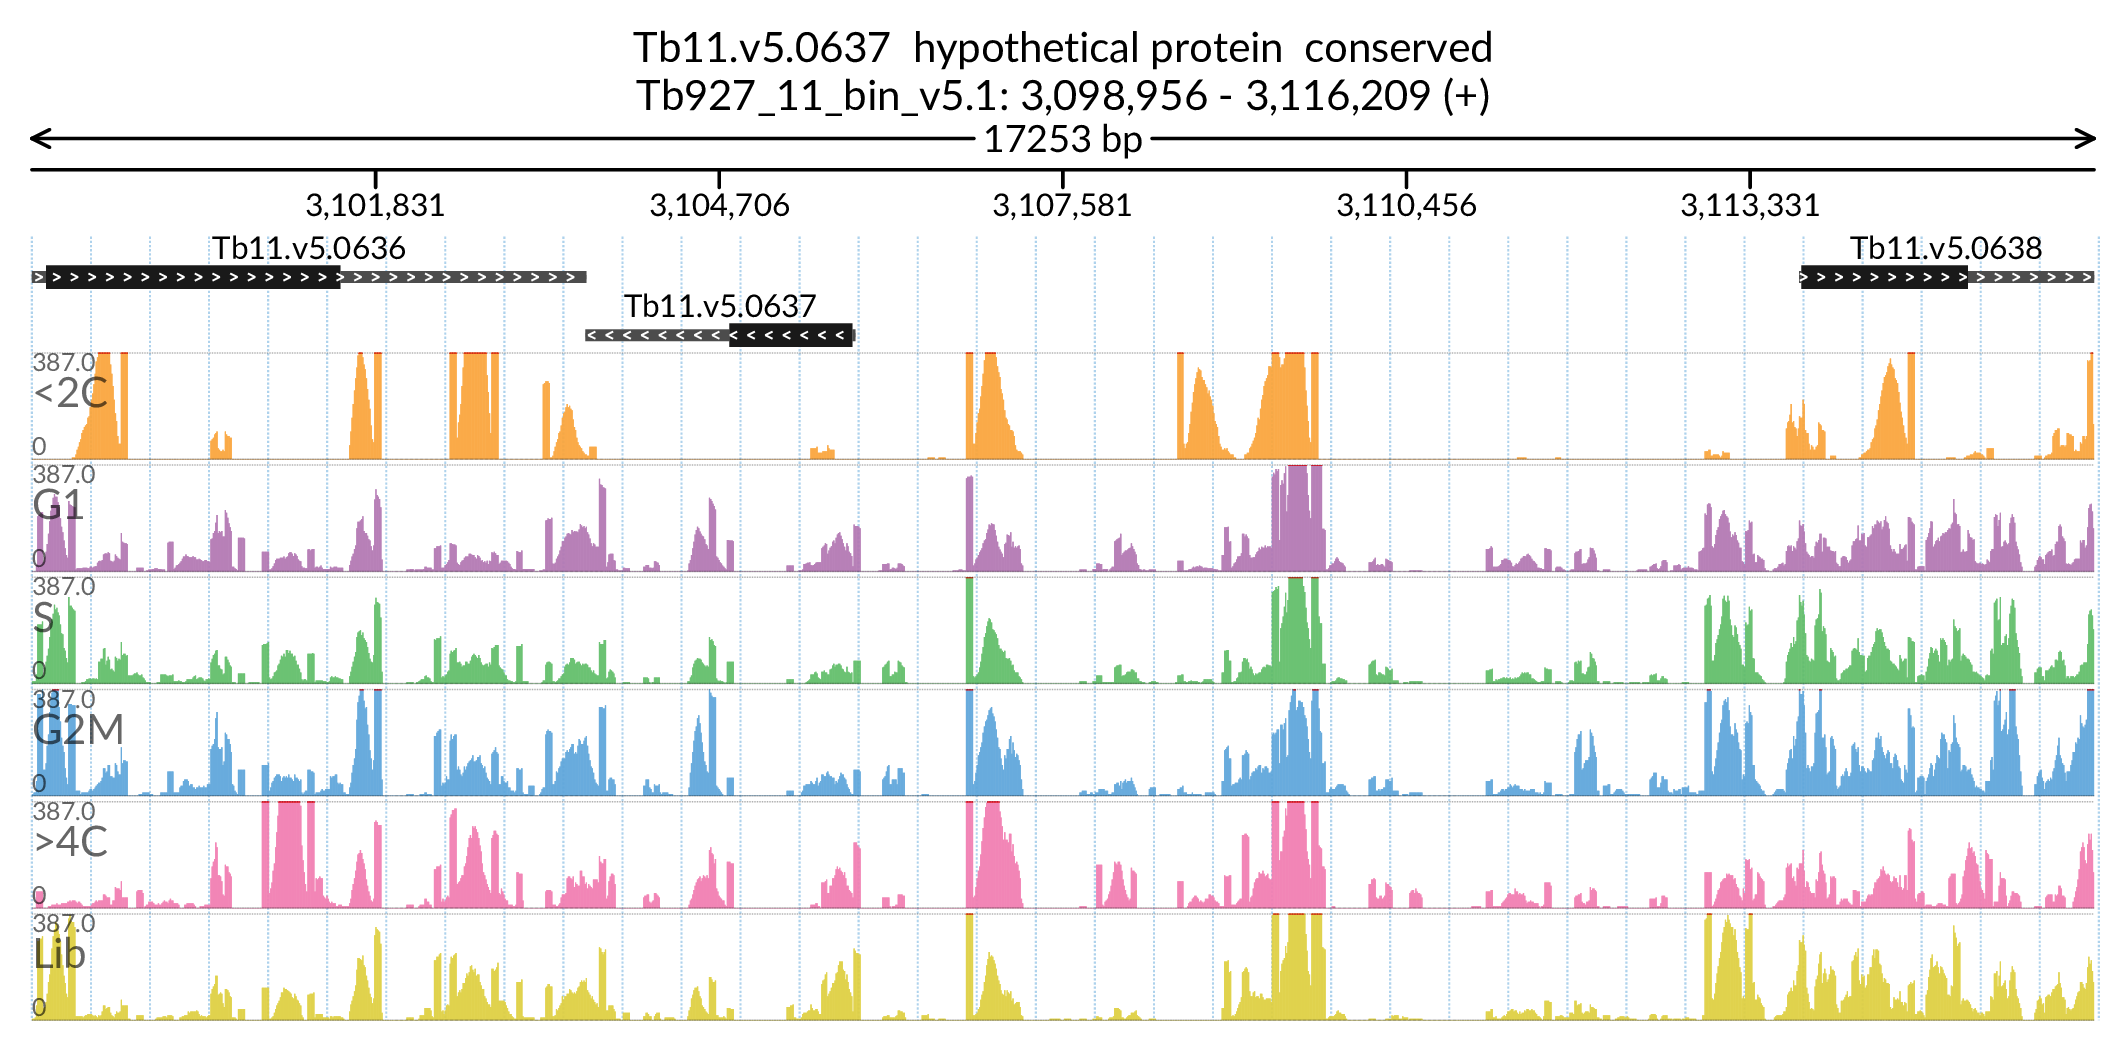 Tb11.v5.0637 hypothetical protein conserved
Tb927_11_bin_v5.1: 3,098,956 - 3,116,209 (+)
17253 bp
3,101,831 3,104,706 3,107,581 3,110,456 3,113,331
Tb11.v5.0636 Tb11.v5.0638
Tb11.v5.0637
387.0
<2C
0
387.0
G1
0
387.0
S
0
387.0
G2M
0
387.0
>4C
0
387.0
Lib
0